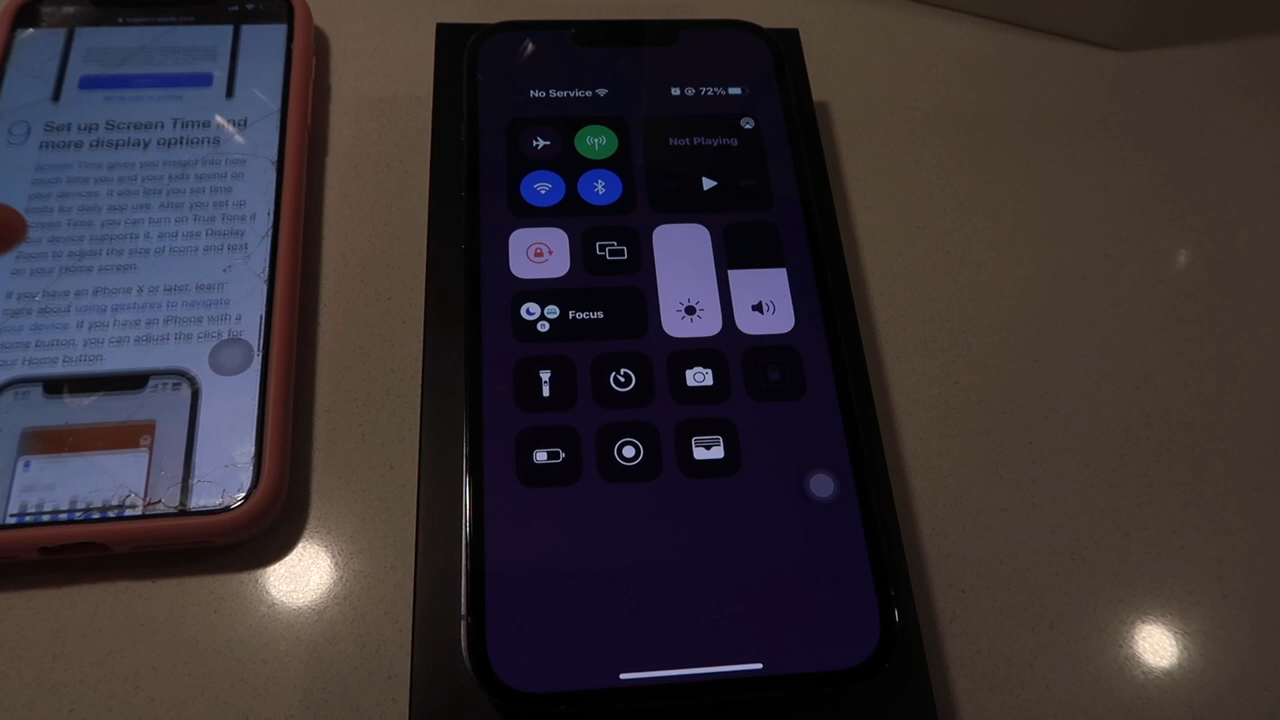 9 Set up Screen Time and
more display options
Screen Time gives you insight into how
much time you and your kids spend on
your devices. It also lets you set time
limits for daily app use. After you set up
Screen Time, you can turn on True Tone if
your device supports it, and use Display
Zoom to adjust the size of icons and text
on your Home screen.
If you have an iPhone X or later, learn
more about using gestures to navigate
your device. If you have an iPhone with a
Home button, you can adjust the click for
your Home button.
No Service
72%
Not Playing
Focus